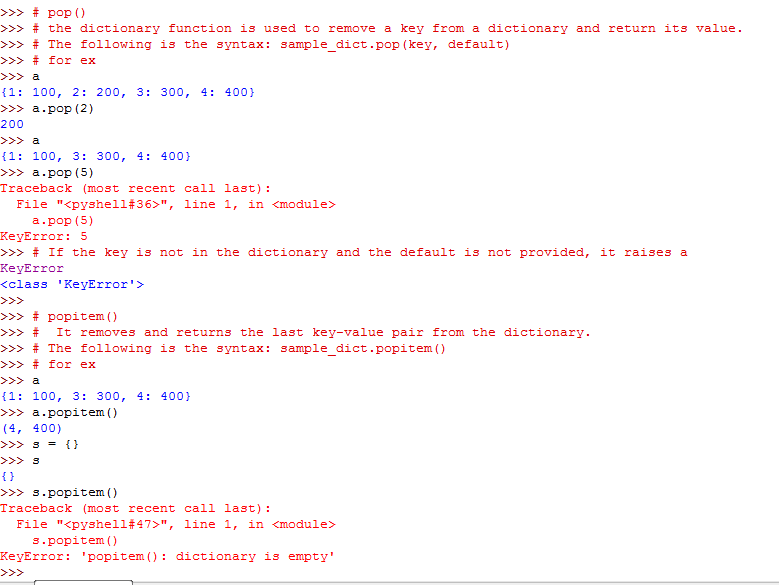 >>> # pop()
>>> # the dictionary function is used to remove a key from a dictionary and return its value.
>>> # The following is the syntax: sample_dict.pop(key, default)
>>> # for ex
>>> a
{1: 100, 2: 200, 3: 300, 4: 400}
>>> a.pop(2)
200
>>> a
{1: 100, 3: 300, 4: 400}
>>> a.pop(5)
Traceback (most recent call last):
  File "<pyshell#36>", line 1, in <module>
    a.pop(5)
KeyError: 5
>>> # If the key is not in the dictionary and the default is not provided, it raises a
KeyError
<class 'KeyError'>
>>>
>>> # popitem()
>>> #  It removes and returns the last key-value pair from the dictionary.
>>> # The following is the syntax: sample_dict.popitem()
>>> # for ex
>>> a
{1: 100, 3: 300, 4: 400}
>>> a.popitem()
(4, 400)
>>> s = {}
>>> s
{}
>>> s.popitem()
Traceback (most recent call last):
  File "<pyshell#47>", line 1, in <module>
    s.popitem()
KeyError: 'popitem(): dictionary is empty'
>>>